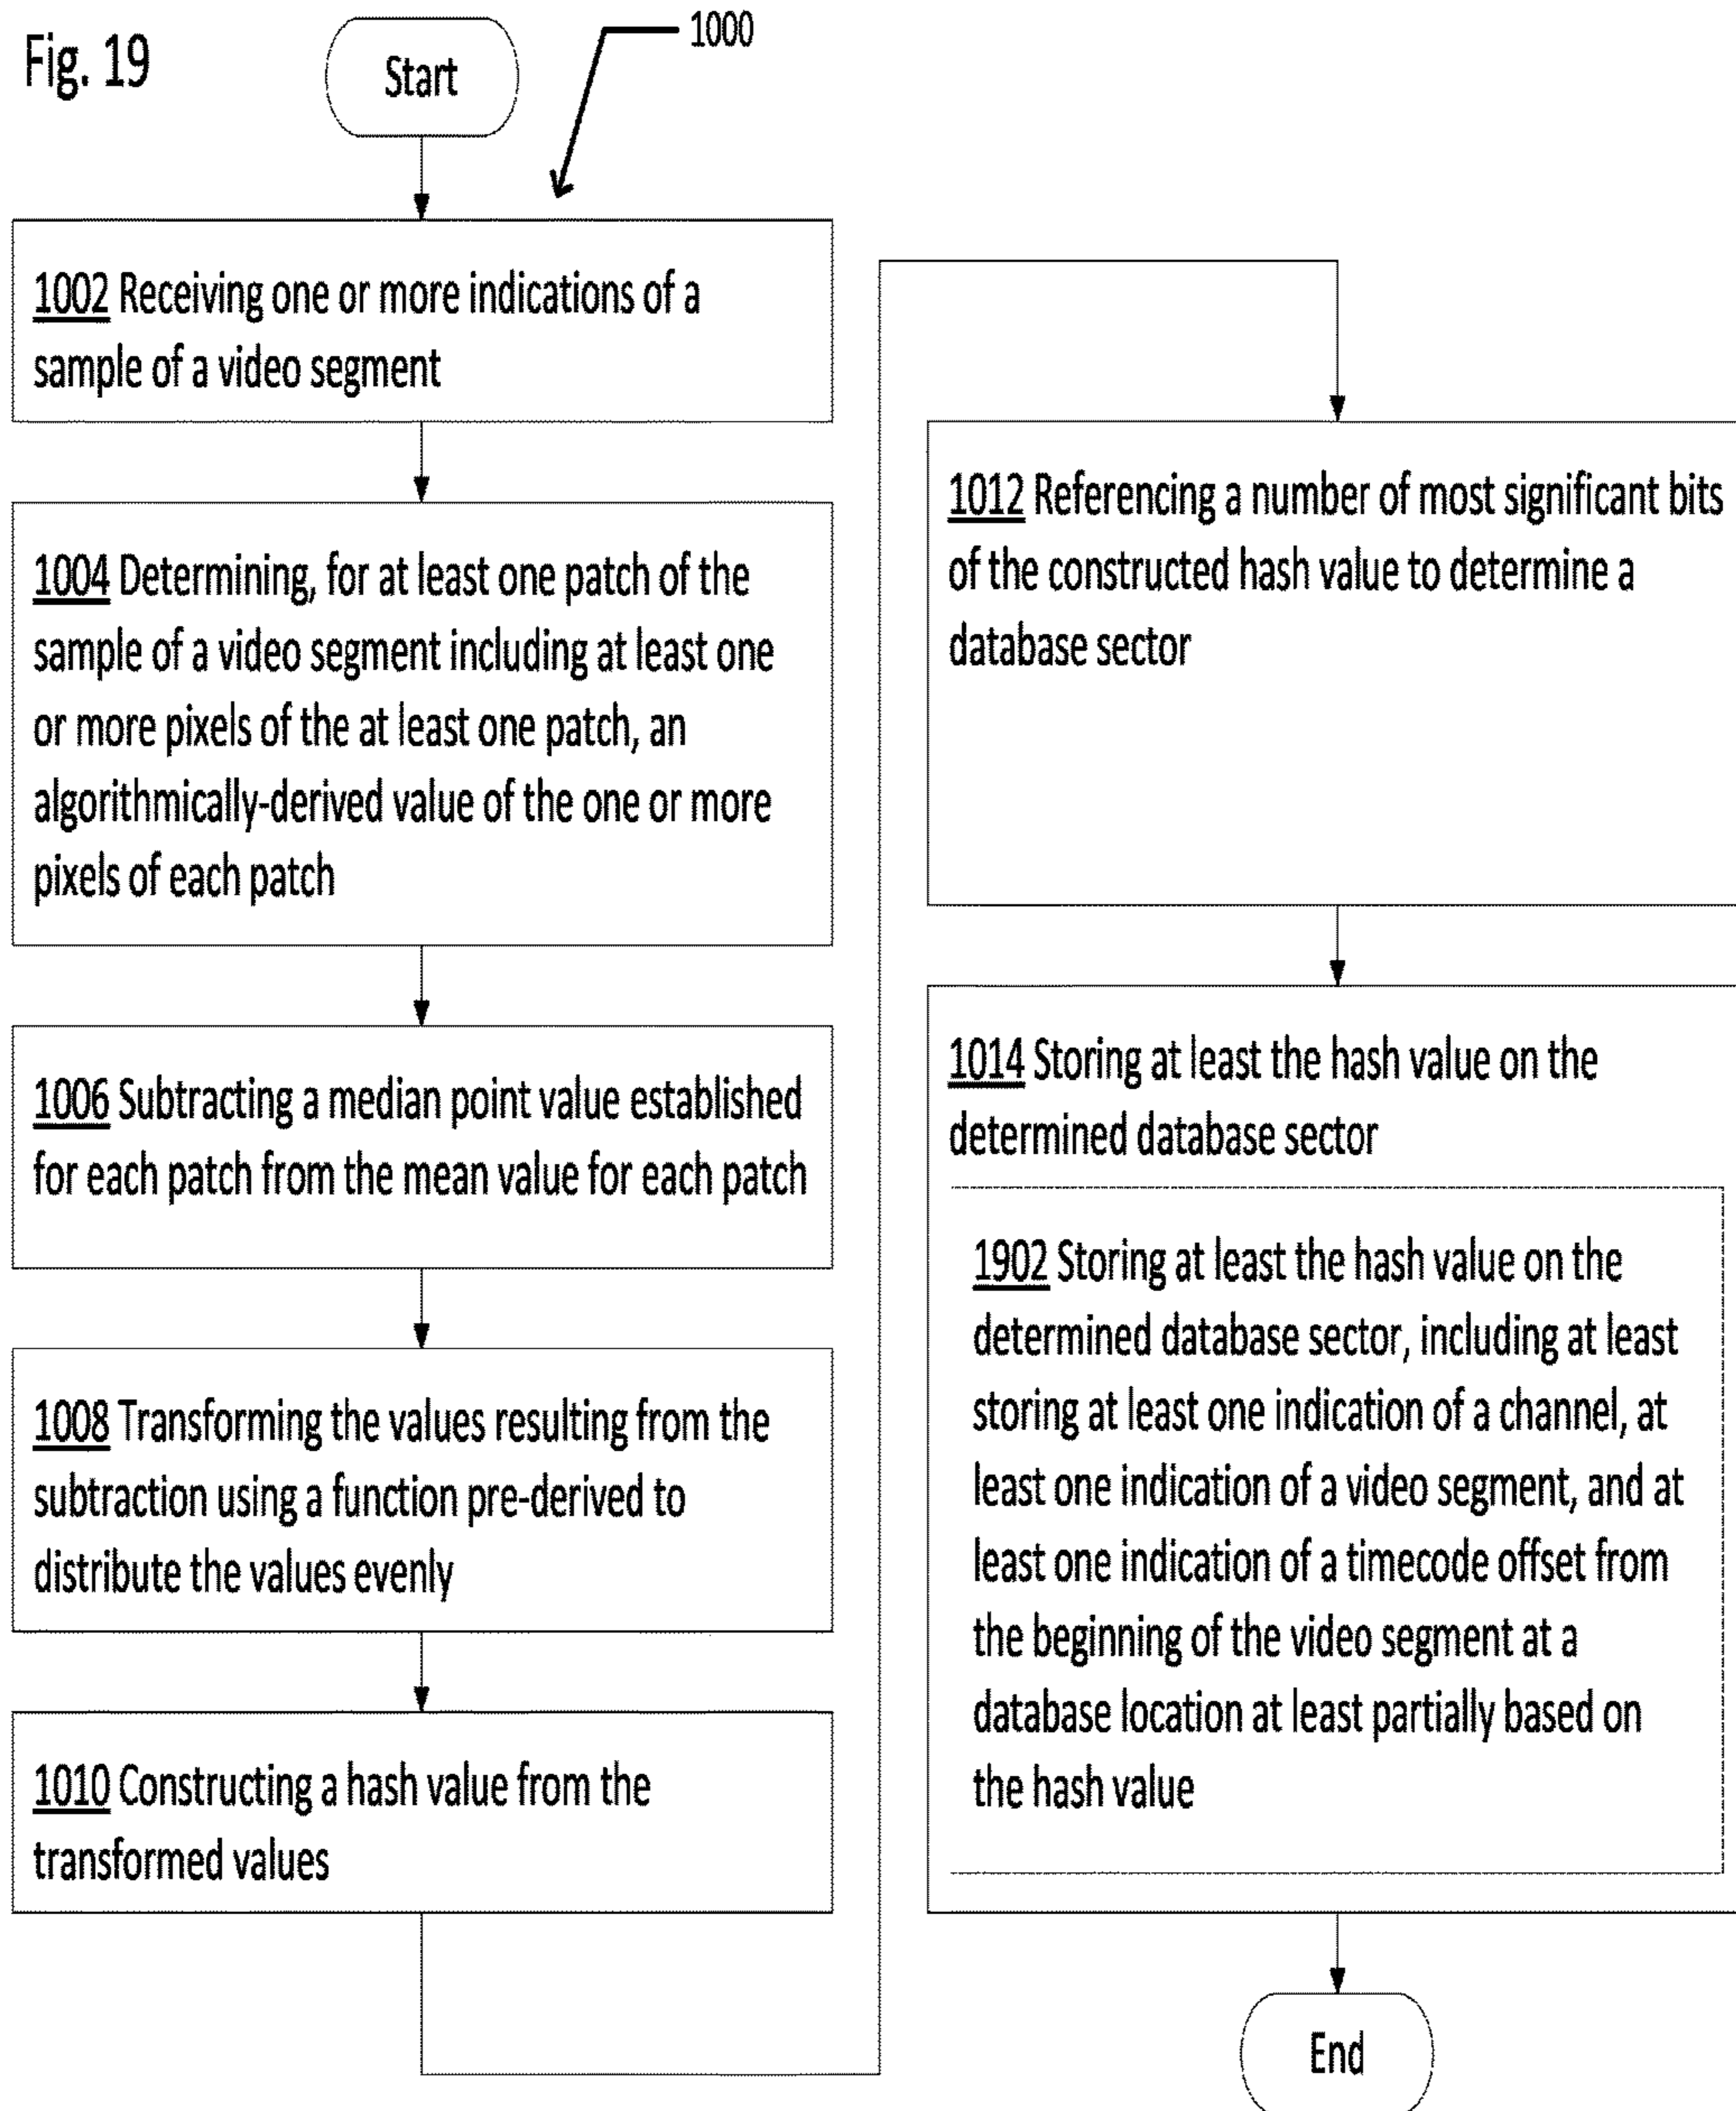 Fig. 19
Start
1000
1002 Receiving one or more indications of a
sample of a video segment
1004 Determining, for at least one patch of the
sample of a video segment including at least one
or more pixels of the at least one patch, an
algorithmically-derived value of the one or more
pixels of each patch
1006 Subtracting a median point value established
for each patch from the mean value for each patch
1008 Transforming the values resulting from the
subtraction using a function pre-derived to
distribute the values evenly
1010 Constructing a hash value from the
transformed values
1012 Referencing a number of most significant bits
of the constructed hash value to determine a
database sector
1014 Storing at least the hash value on the
determined database sector
1902 Storing at least the hash value on the
determined database sector, including at least
storing at least one indication of a channel, at
least one indication of a video segment, and at
least one indication of a timecode offset from
the beginning of the video segment at a
database location at least partially based on
the hash value
End